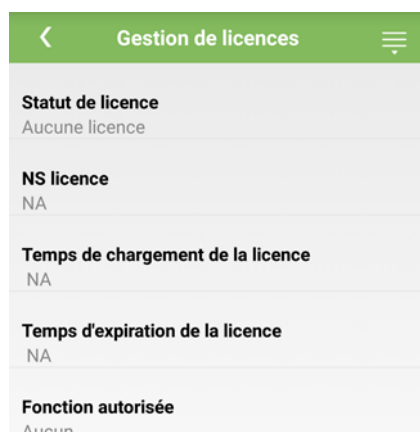 Gestion de licences
Statut de licence
Aucune licence
NS licence
NA
Temps de chargement de la licence
NA
Temps d'expiration de la licence
NA
Fonction autorisée
Aucun